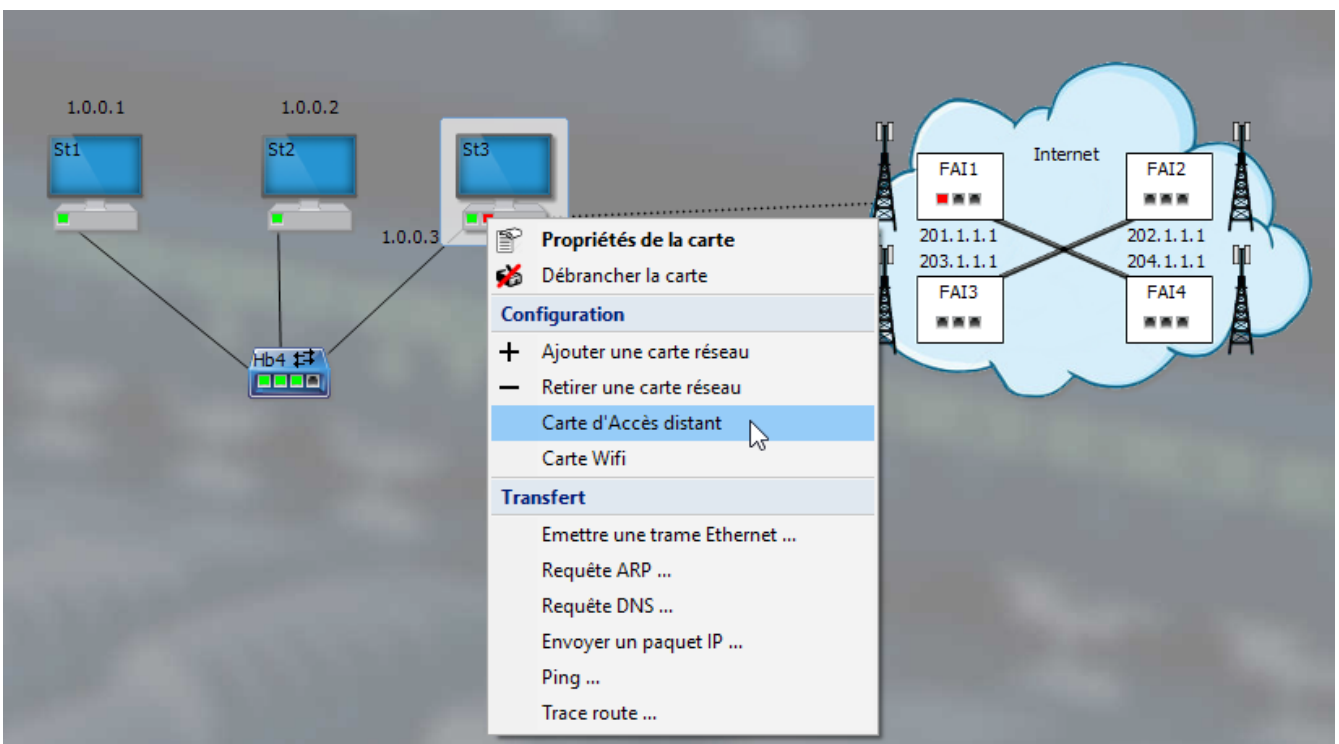 1.0.0.1
1.0.0.2
St1
St2
St3
1.0.0.3
Hb4
Internet
FAI1
FAI2
201.1.1.1
202.1.1.1
203.1.1.1
204.1.1.1
FAI3
FAI4
Propriétés de la carte
Débrancher la carte
Configuration
Ajouter une carte réseau
Retirer une carte réseau
Carte d'Accès distant
Carte Wifi
Transfert
Emettre une trame Ethernet ...
Requête ARP ...
Requête DNS ...
Envoyer un paquet IP ...
Ping ...
Trace route ...